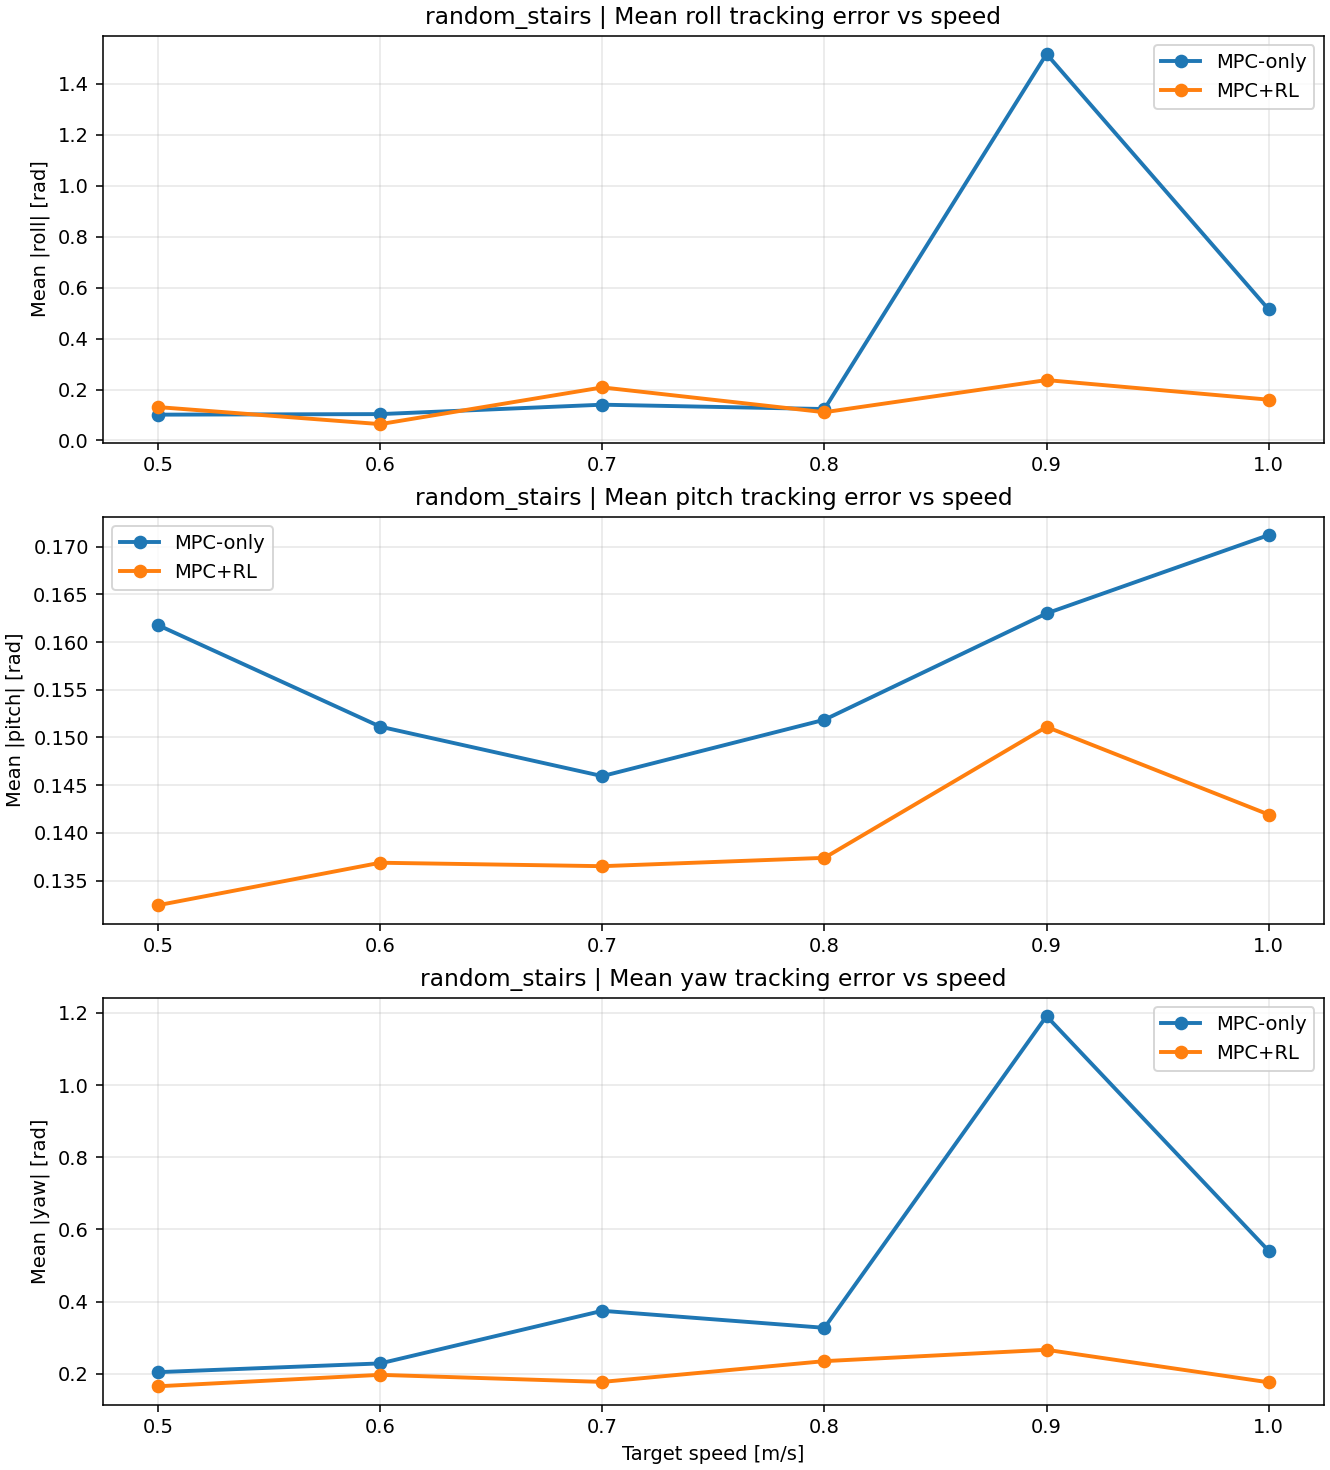 random_stairs | Mean roll tracking error vs speed
Mean |roll| [rad]
1.4
1.2
1.0
0.8
0.6
0.4
0.2
0.0
MPC-only
MPC+RL
0.5 0.6 0.7 0.8 0.9 1.0
random_stairs | Mean pitch tracking error vs speed
Mean |pitch| [rad]
0.170
0.165
0.160
0.155
0.150
0.145
0.140
0.135
MPC-only
MPC+RL
0.5 0.6 0.7 0.8 0.9 1.0
random_stairs | Mean yaw tracking error vs speed
Mean |yaw| [rad]
1.2
1.0
0.8
0.6
0.4
0.2
MPC-only
MPC+RL
0.5 0.6 0.7 0.8 0.9 1.0
Target speed [m/s]